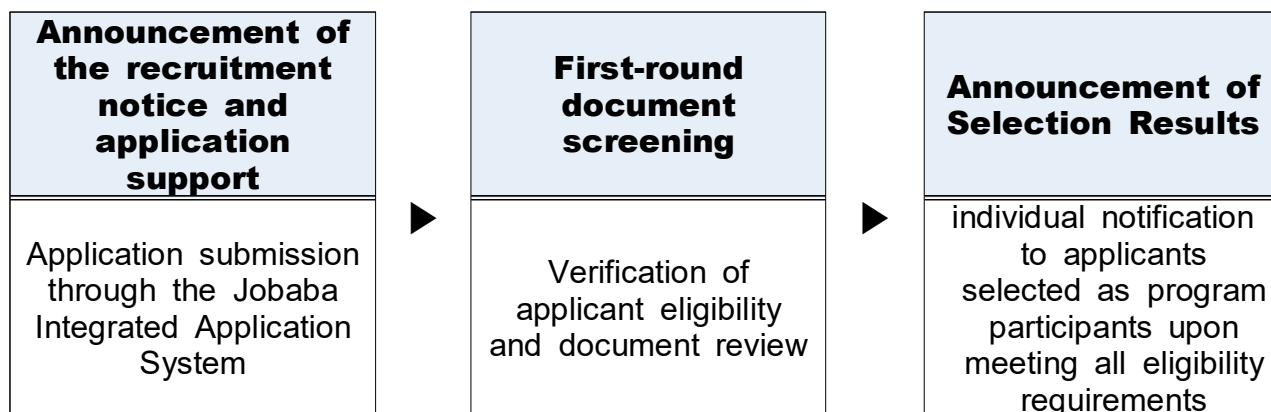 Announcement of
the recruitment
notice and
application
support
Application submission
through the Jobaba
Integrated Application
System
▶
First-round
document
screening
Verification of
applicant eligibility
and document review
▶
Announcement of
Selection Results
individual notification
to applicants
selected as program
participants upon
meeting all eligibility
requirements